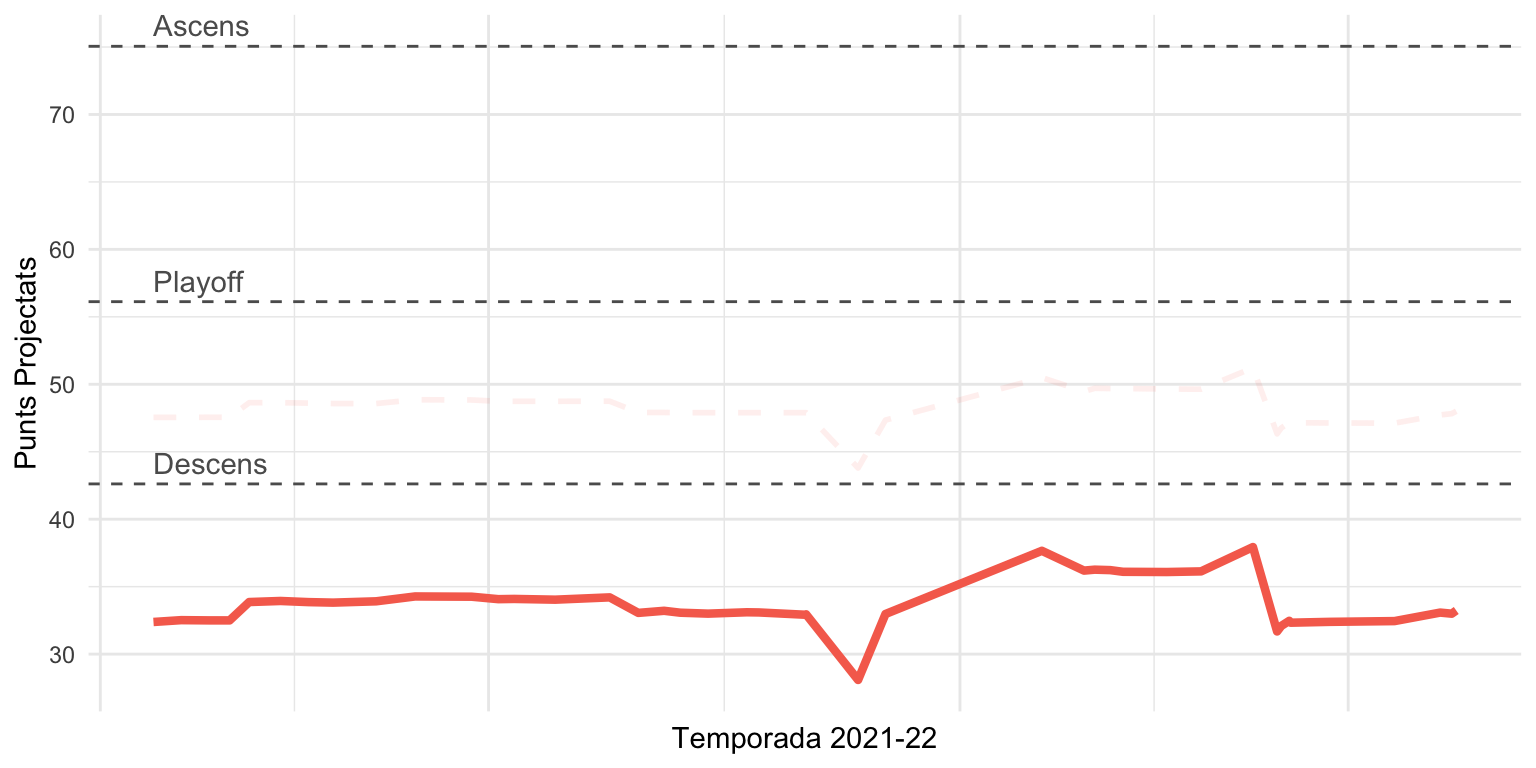 Ascens
70
60
Playoff
50
Descens
40
30
Punts Projectats
Temporada 2021-22